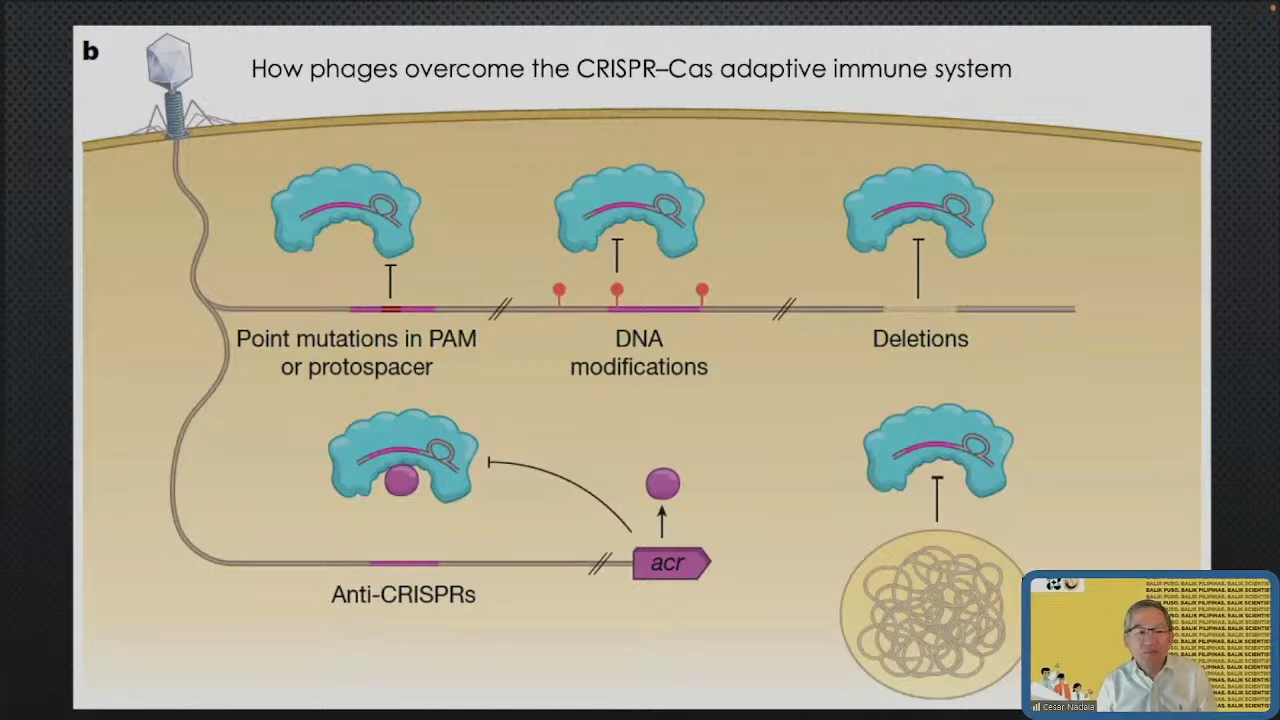 b
How phages overcome the CRISPR–Cas adaptive immune system
Point mutations in PAM
or protospacer
DNA
modifications
Deletions
acr
Anti-CRISPRs
BALIK PUSO. BALIK PILIPINAS. BALIK SCIENTIST
Cesar Nadala